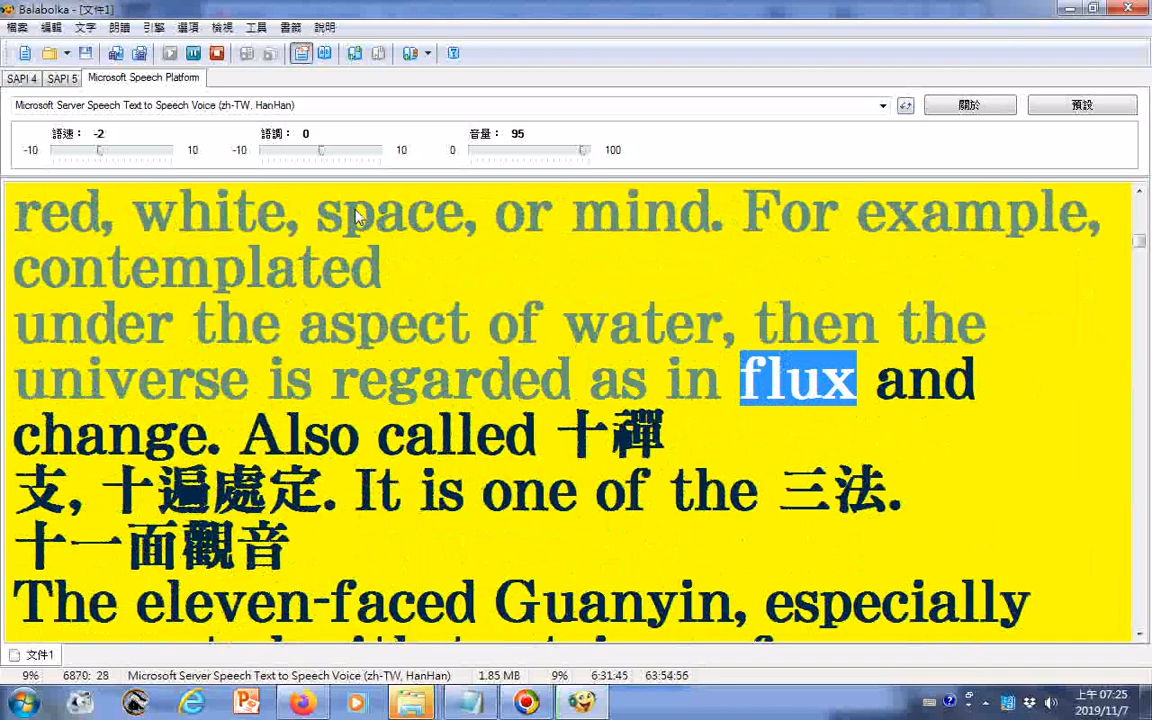 Balabolka - [文件1]
檔案 編輯 文字 朗讀 引擎 選項 檢視 工具 書籤 說明
SAPI 4 SAPI 5 Microsoft Speech Platform
Microsoft Server Speech Text to Speech Voice (zh-TW, HanHan) 關於 預設
語速： -2 語調： 0 音量： 95
-10 10 -10 10 0 100
red, white, space, or mind. For example,
contemplated
under the aspect of water, then the
universe is regarded as in flux and
change. Also called 十禪
支, 十遍處定. It is one of the 三法.
十一面觀音
The eleven-faced Guanyin, especially
文件1
9% 6870: 28 Microsoft Server Speech Text to Speech Voice (zh-TW, HanHan) 1.85 MB 9% 6:31:45 63:54:56
上午 07:25
2019/11/7